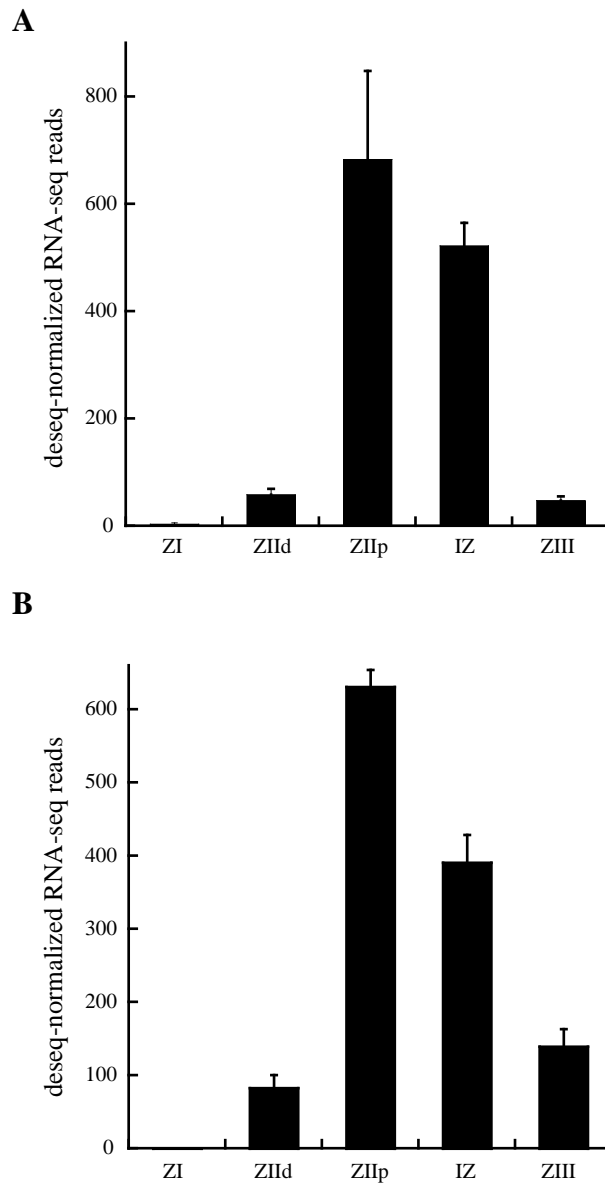 A
deseq-normalized RNA-seq reads
800
600
400
200
0
ZI ZIId ZIIp IZ ZIII
B
deseq-normalized RNA-seq reads
600
500
400
300
200
100
0
ZI ZIId ZIIp IZ ZIII